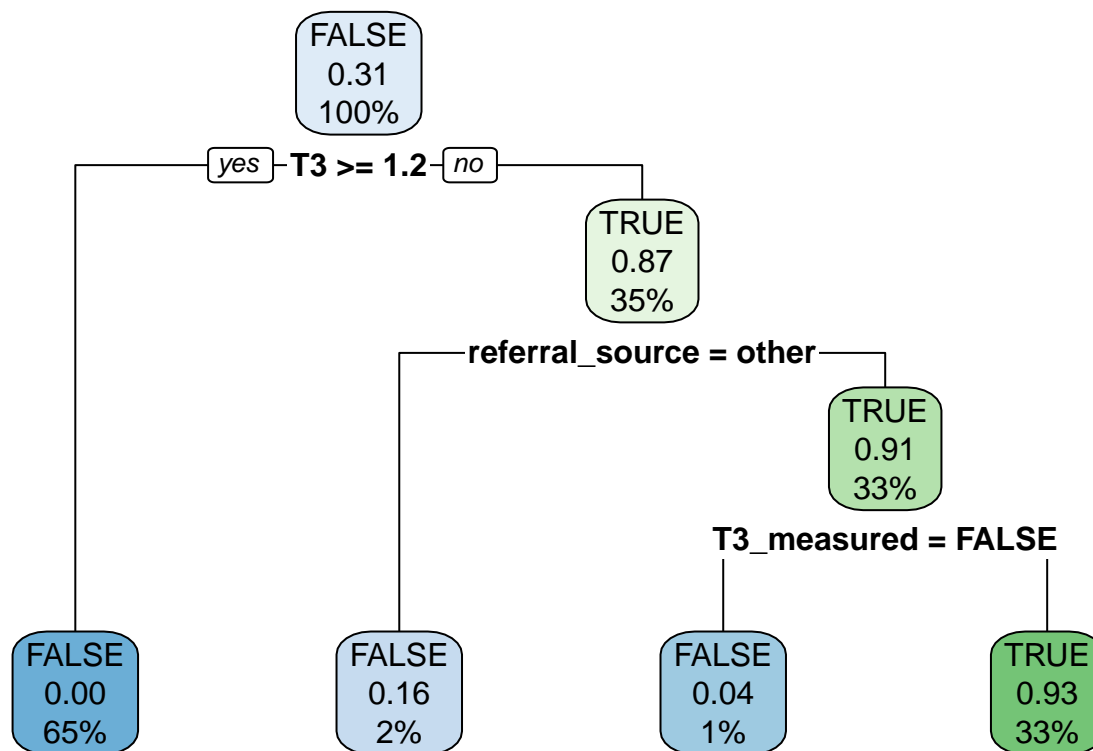 FALSE
0.31
100%
yes T3 >= 1.2 no
TRUE
0.87
35%
referral_source = other
TRUE
0.91
33%
T3_measured = FALSE
FALSE
0.00
65%
FALSE
0.16
2%
FALSE
0.04
1%
TRUE
0.93
33%